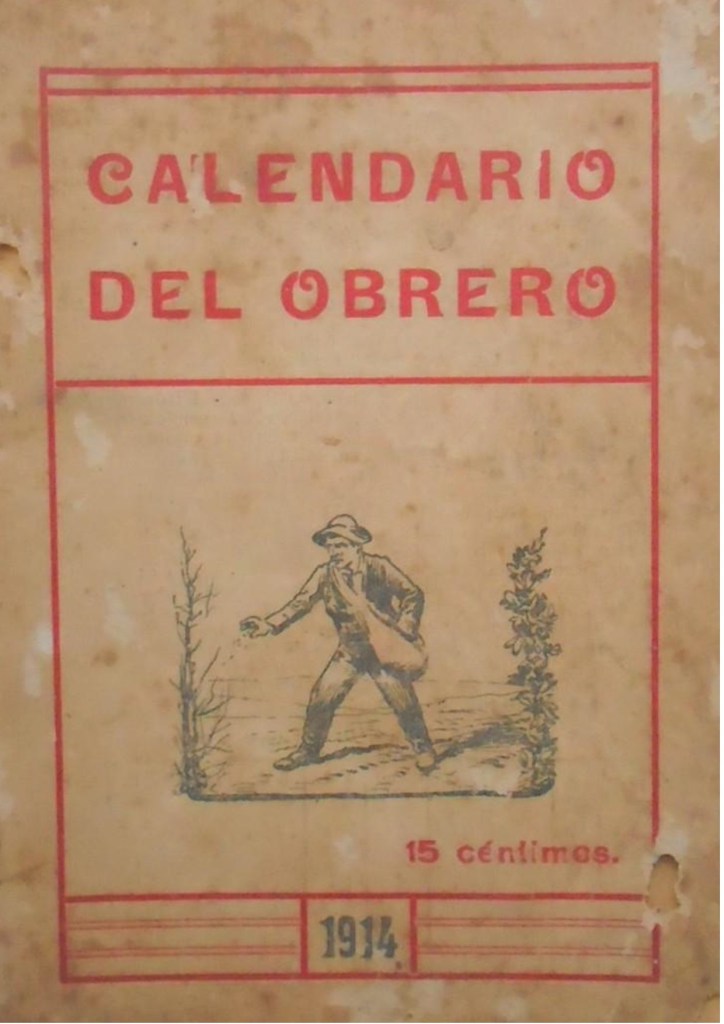 CALENDARIO
DEL OBRERO
15 céntimos.
1914